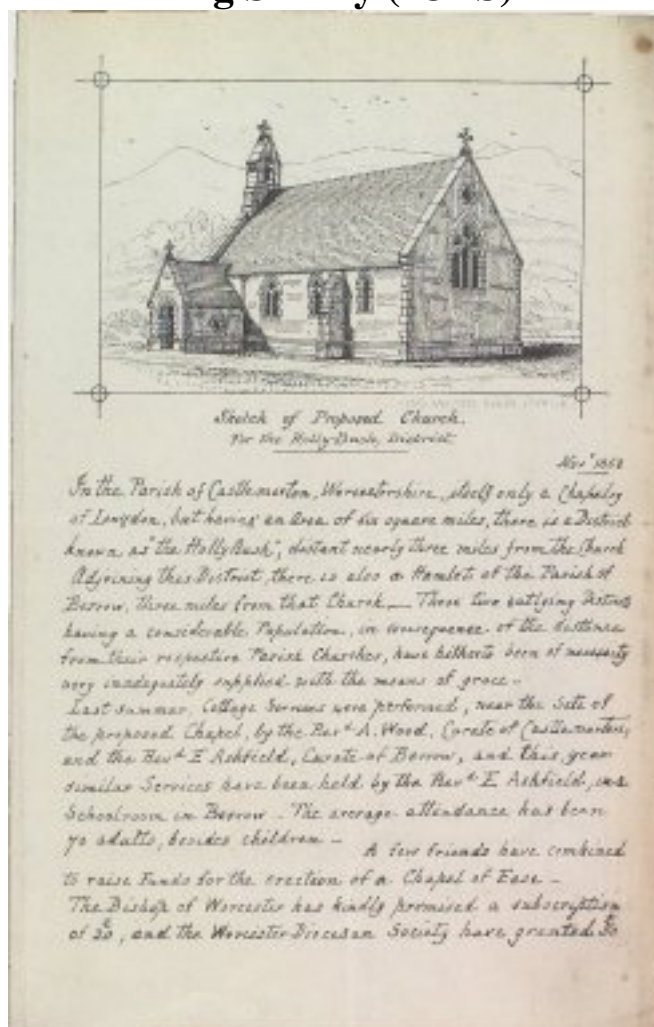 Sketch of Proposed Church.
For the Holly-Bush, District
Novr 1868
In the Parish of Castlemorton, Worcestershire, itself only a Chapelry
of Longdon, but having an Area of six square miles, there is a District
known as "the Holly Bush", distant nearly three miles from the Church
Adjoining this District, there is also a Hamlet of the Parish of
Berrow, three miles from that Church — These two outlying Districts
having a considerable Population, in consequence of the distance
from their respective Parish Churches, have hitherto been of necessity
very inadequately supplied with the means of grace –
Last summer, Cottage Services were performed, near the Site of
the proposed Chapel, by the Revd A. Wood, Curate of Castlemorton,
and the Revd E Ashfield, Curate of Berrow, and this year
similar Services have been held by the Revd E Ashfield, in a
Schoolroom in Berrow – The average attendance has been
70 adults, besides children –
A few friends have combined
to raise Funds for the erection of a Chapel of Ease –
The Bishop of Worcester has kindly promised a subscription
of and the Worcester Diocesan Society have granted